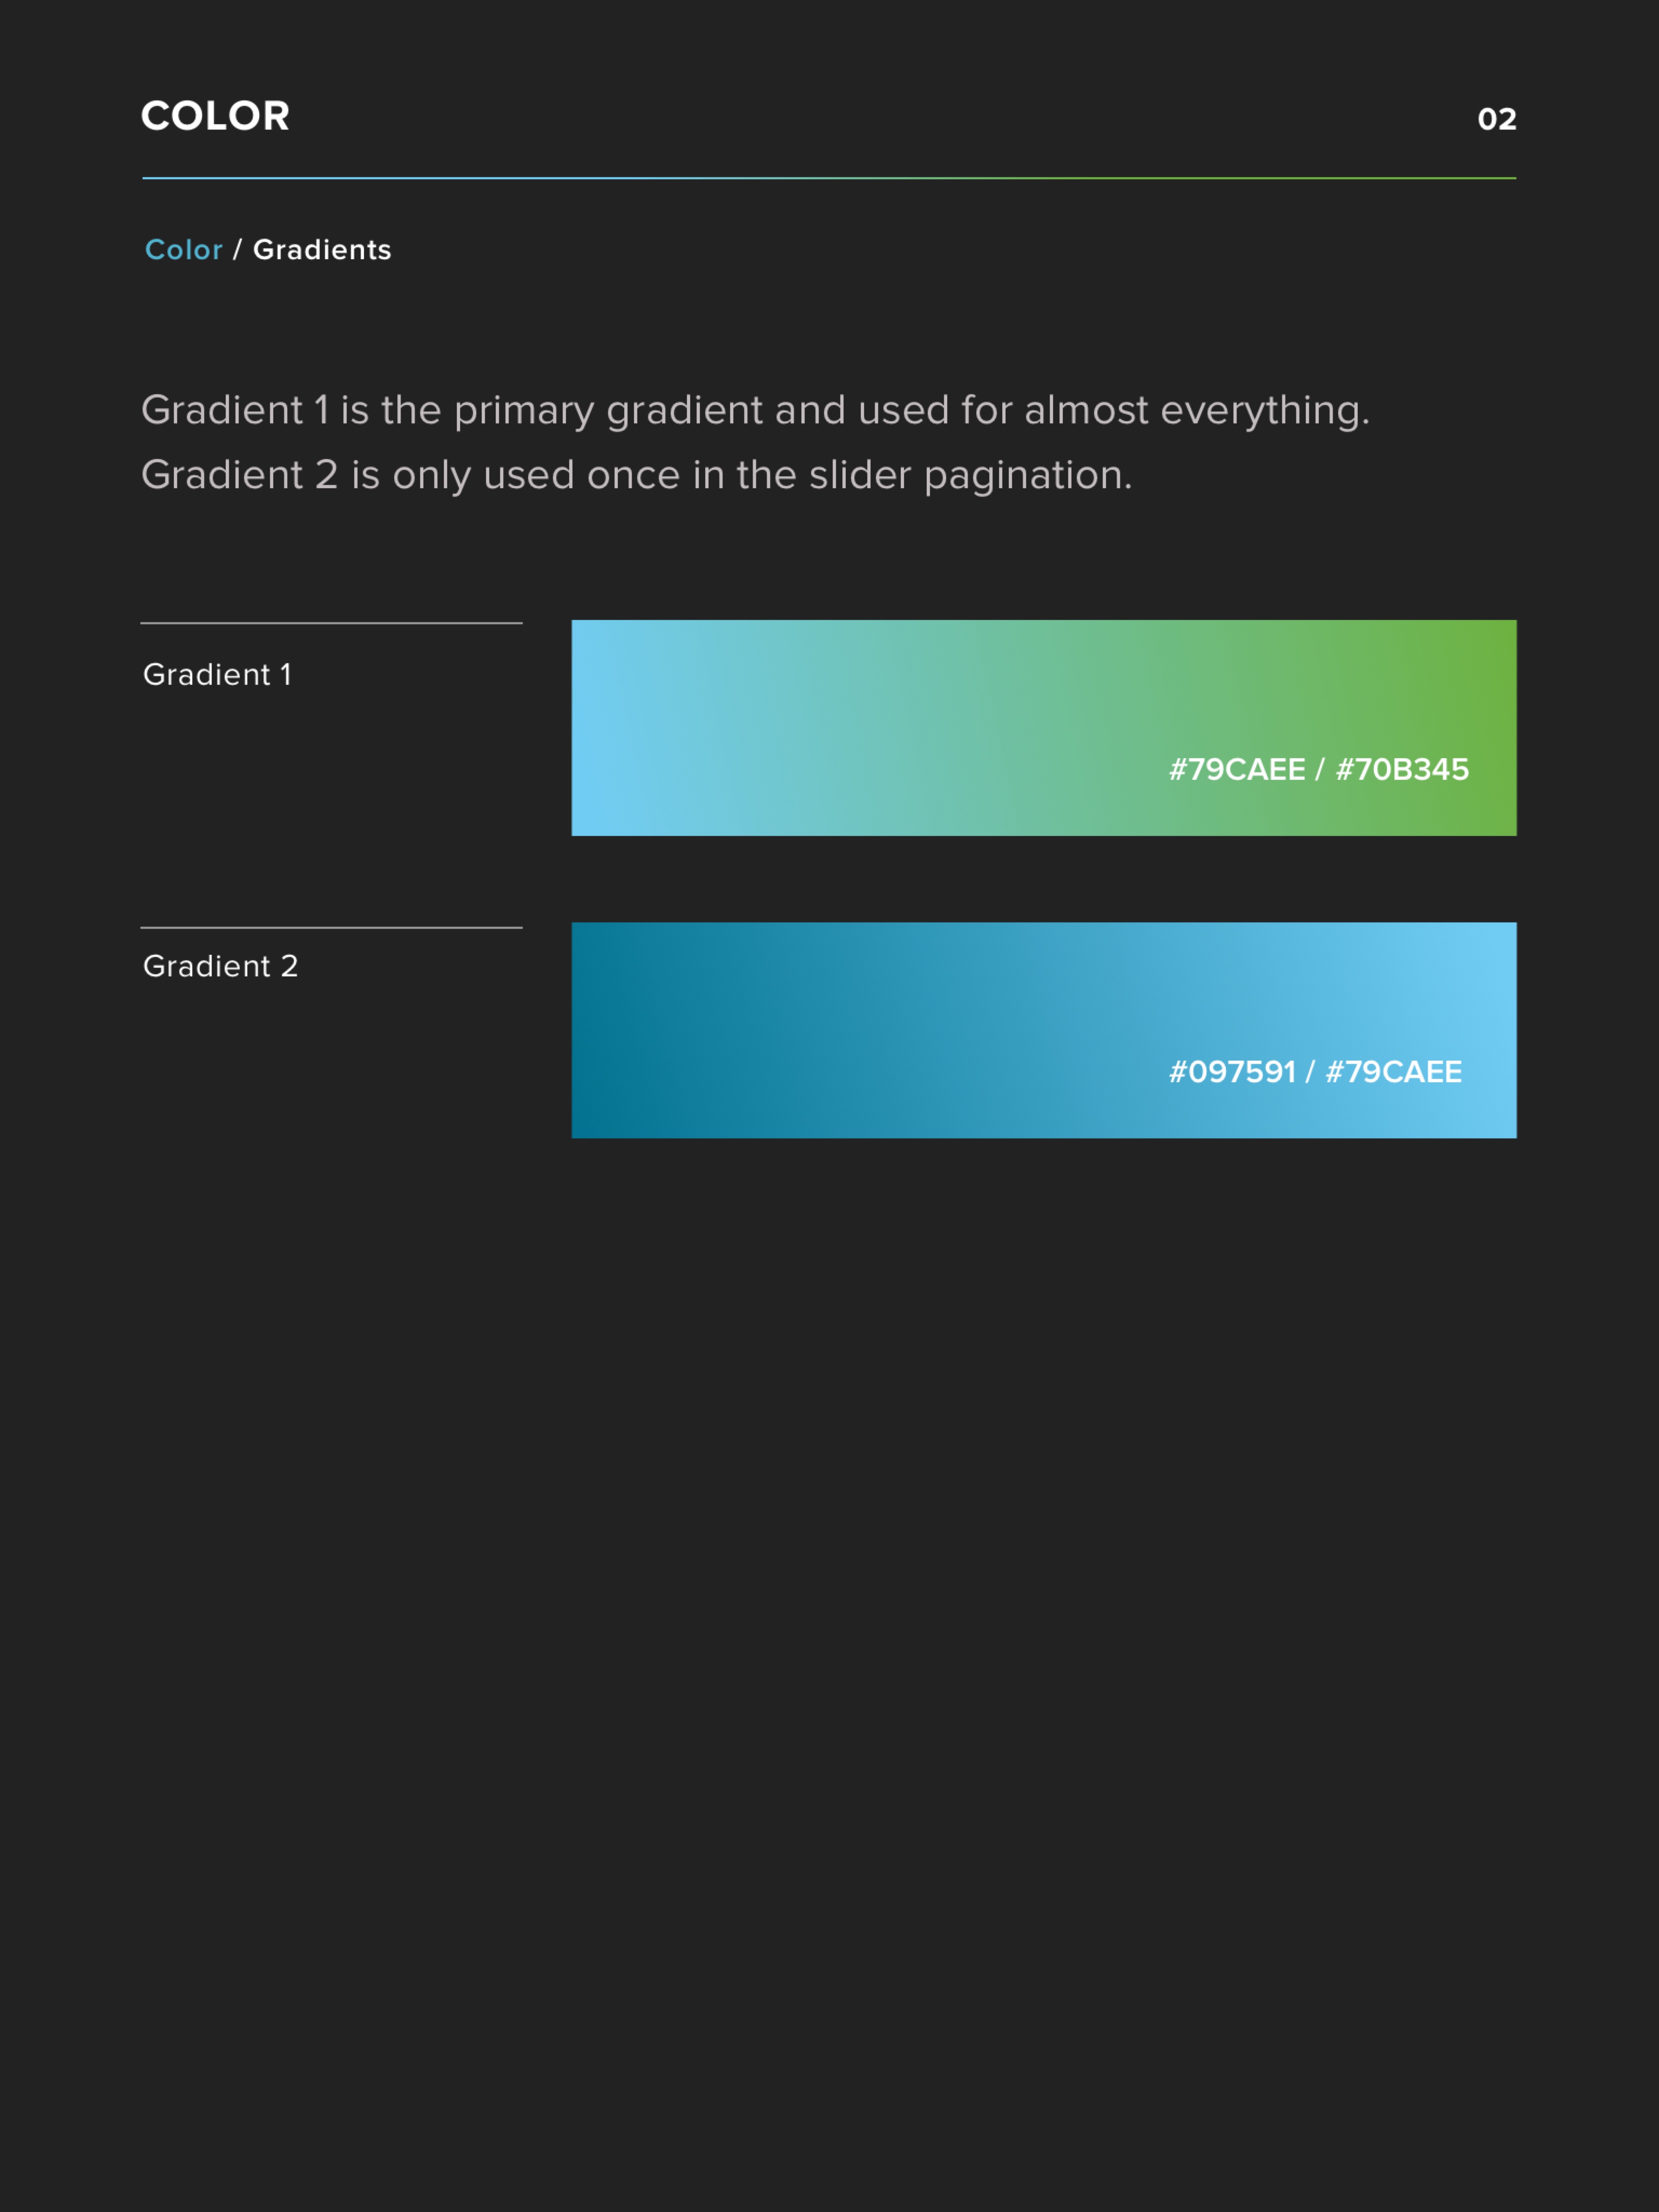 COLOR
02
Color / Gradients
Gradient 1 is the primary gradient and used for almost everything.
Gradient 2 is only used once in the slider pagination.
Gradient 1
#79CAEE / #70B345
Gradient 2
#097591 / #79CAEE